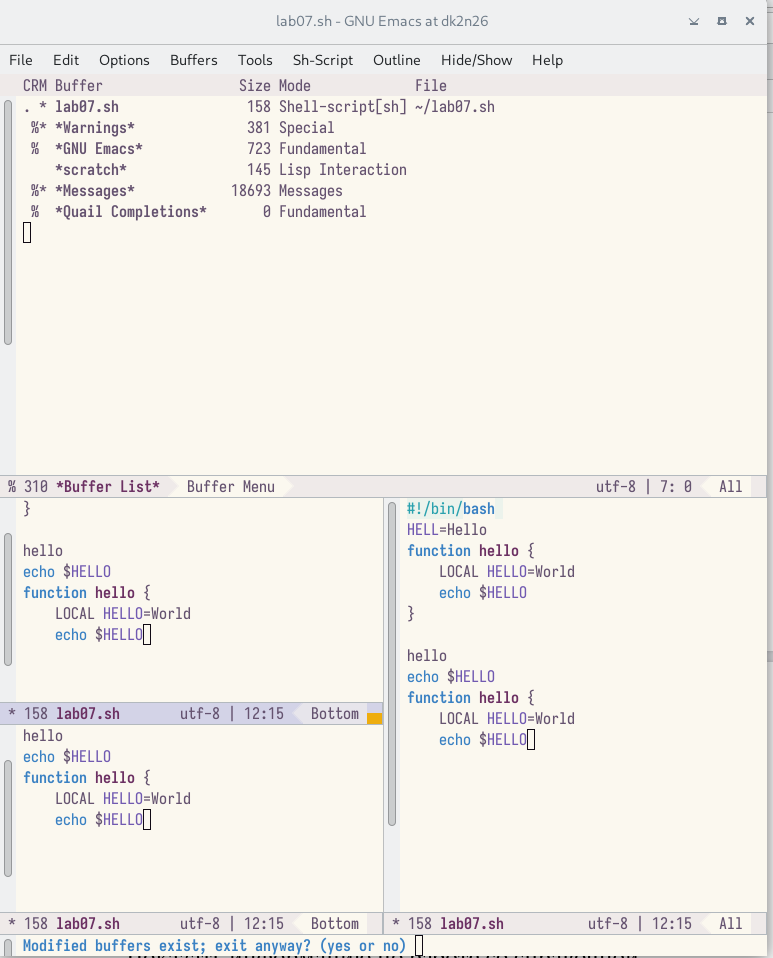 lab07.sh - GNU Emacs at dk2n26
File Edit Options Buffers Tools Sh-Script Outline Hide/Show Help
CRM Buffer Size Mode File
. * lab07.sh 158 Shell-script[sh] ~/lab07.sh
%* *Warnings* 381 Special
% *GNU Emacs* 723 Fundamental
*scratch* 145 Lisp Interaction
%* *Messages* 18693 Messages
% *Quail Completions* 0 Fundamental
% 310 *Buffer List* Buffer Menu utf-8 | 7: 0 All
}
hello
echo $HELLO
function hello {
LOCAL HELLO=World
echo $HELLO
* 158 lab07.sh utf-8 | 12:15 Bottom
hello
echo $HELLO
function hello {
LOCAL HELLO=World
echo $HELLO
* 158 lab07.sh utf-8 | 12:15 Bottom
#!/bin/bash
HELL=Hello
function hello {
LOCAL HELLO=World
echo $HELLO
}
hello
echo $HELLO
function hello {
LOCAL HELLO=World
echo $HELLO
* 158 lab07.sh utf-8 | 12:15 All
Modified buffers exist; exit anyway? (yes or no)